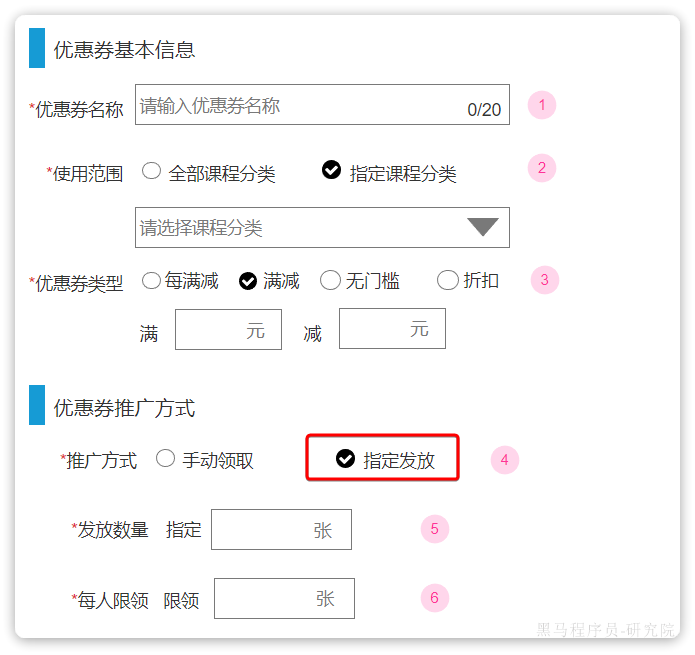 优惠券基本信息
*优惠券名称 请输入优惠券名称 0/20 1
*使用范围 全部课程分类 指定课程分类 2
请选择课程分类
*优惠券类型 每满减 满减 无门槛 折扣 3
满 元 减 元
优惠券推广方式
*推广方式 手动领取 指定发放 4
*发放数量 指定 张 5
*每人限领 限领 张 6
黑马程序员-研究院